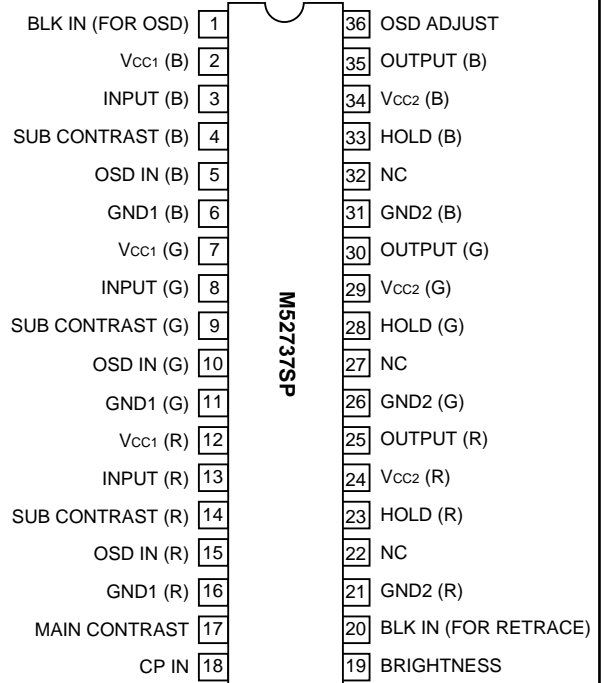 BLK IN (FOR OSD) 1 36 OSD ADJUST
VCC1 (B) 2 35 OUTPUT (B)
INPUT (B) 3 34 VCC2 (B)
SUB CONTRAST (B) 4 33 HOLD (B)
OSD IN (B) 5 32 NC
GND1 (B) 6 31 GND2 (B)
VCC1 (G) 7 30 OUTPUT (G)
INPUT (G) 8 29 VCC2 (G)
SUB CONTRAST (G) 9 28 HOLD (G)
OSD IN (G) 10 27 NC
GND1 (G) 11 26 GND2 (G)
VCC1 (R) 12 25 OUTPUT (R)
INPUT (R) 13 24 VCC2 (R)
SUB CONTRAST (R) 14 23 HOLD (R)
OSD IN (R) 15 22 NC
GND1 (R) 16 21 GND2 (R)
MAIN CONTRAST 17 20 BLK IN (FOR RETRACE)
CP IN 18 19 BRIGHTNESS
M52737SP